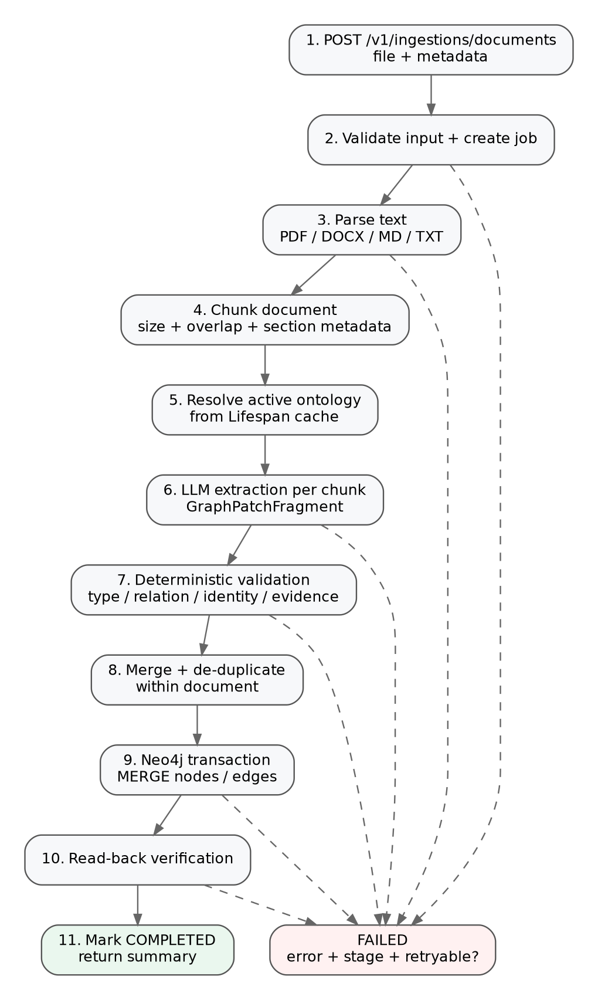 1. POST /v1/ingestions/documents
file + metadata
2. Validate input + create job
3. Parse text
PDF / DOCX / MD / TXT
4. Chunk document
size + overlap + section metadata
5. Resolve active ontology
from Lifespan cache
6. LLM extraction per chunk
GraphPatchFragment
7. Deterministic validation
type / relation / identity / evidence
8. Merge + de-duplicate
within document
9. Neo4j transaction
MERGE nodes / edges
10. Read-back verification
11. Mark COMPLETED
return summary
FAILED
error + stage + retryable?